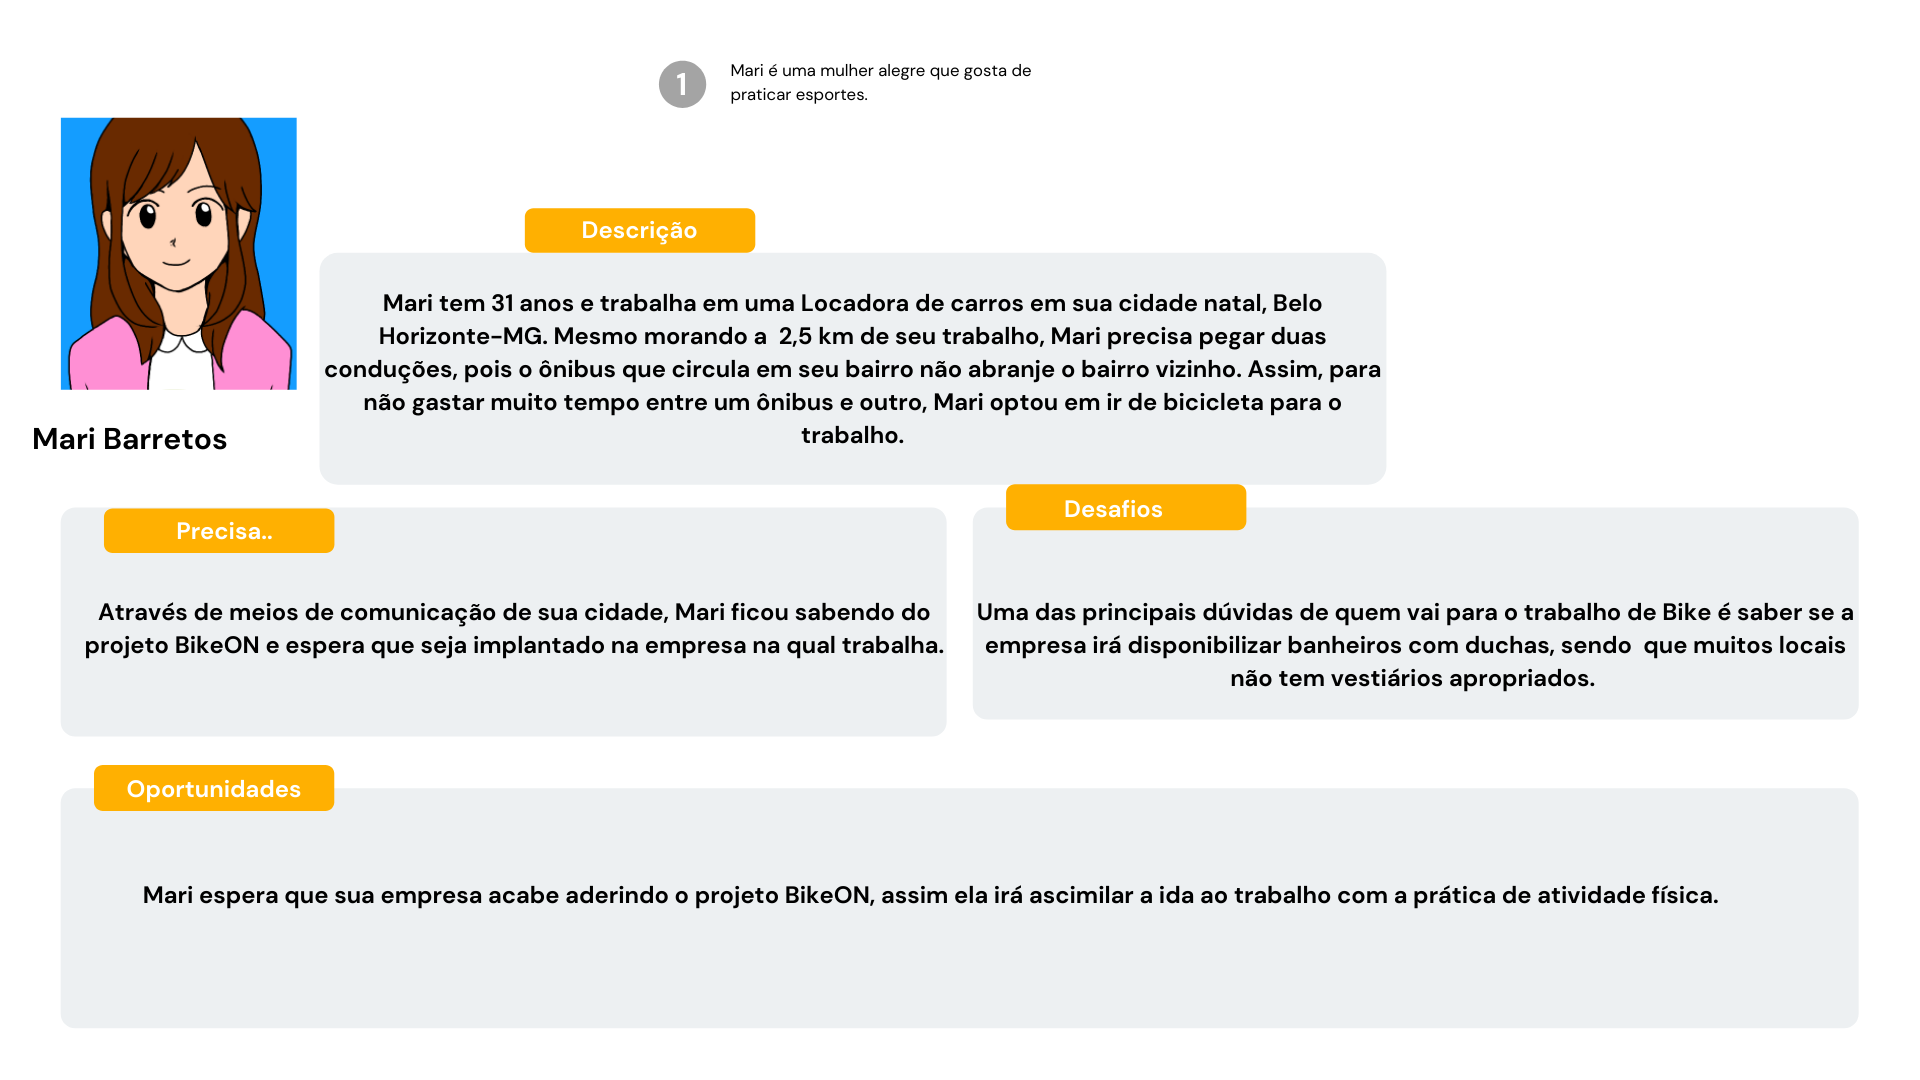 1
Mari é uma mulher alegre que gosta de
praticar esportes.
Descrição
Mari tem 31 anos e trabalha em uma Locadora de carros em sua cidade natal, Belo
Horizonte-MG. Mesmo morando a  2,5 km de seu trabalho, Mari precisa pegar duas
conduções, pois o ônibus que circula em seu bairro não abranje o bairro vizinho. Assim, para
não gastar muito tempo entre um ônibus e outro, Mari optou em ir de bicicleta para o
trabalho.
Mari Barretos
Precisa..
Através de meios de comunicação de sua cidade, Mari ficou sabendo do
projeto BikeON e espera que seja implantado na empresa na qual trabalha.
Desafios
Uma das principais dúvidas de quem vai para o trabalho de Bike é saber se a
empresa irá disponibilizar banheiros com duchas, sendo  que muitos locais
não tem vestiários apropriados.
Oportunidades
Mari espera que sua empresa acabe aderindo o projeto BikeON, assim ela irá ascimilar a ida ao trabalho com a prática de atividade física.